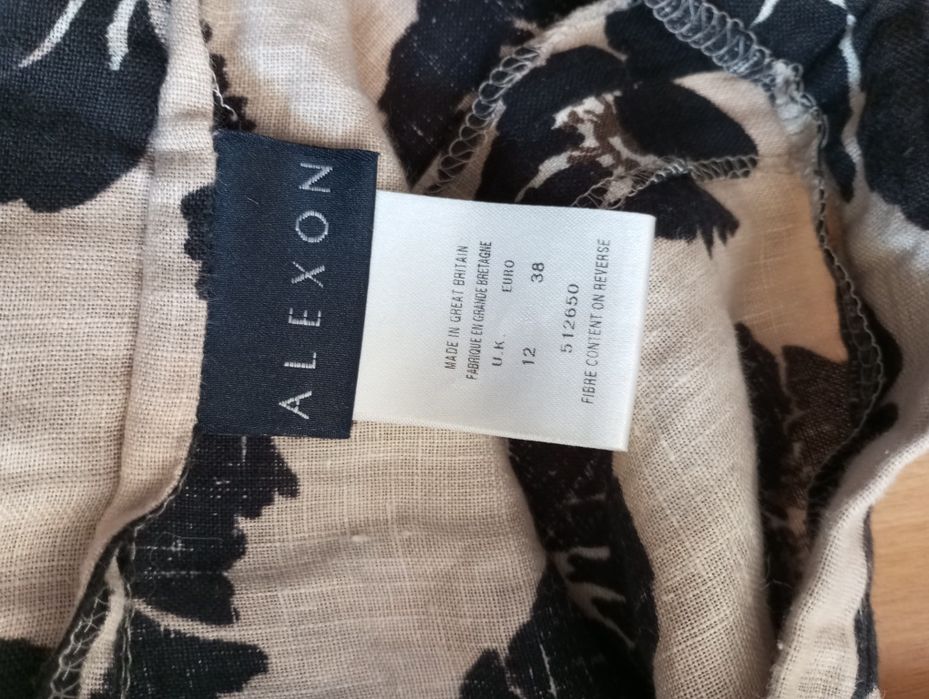 ALEXON
MADE IN GREAT BRITAIN
FABRIQUE EN GRANDE BRETAGNE
U.K EURO
12 38
512650
FIBRE CONTENT ON REVERSE